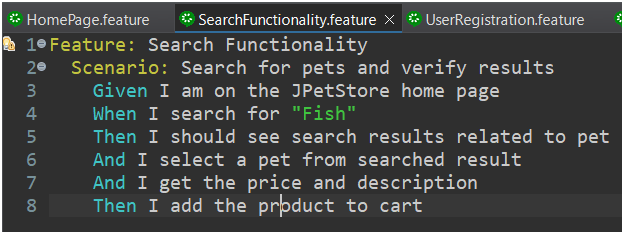 HomePage.feature SearchFunctionality.feature UserRegistration.feature
1 Feature: Search Functionality
2 Scenario: Search for pets and verify results
3 Given I am on the JPetStore home page
4 When I search for "Fish"
5 Then I should see search results related to pet
6 And I select a pet from searched result
7 And I get the price and description
8 Then I add the product to cart